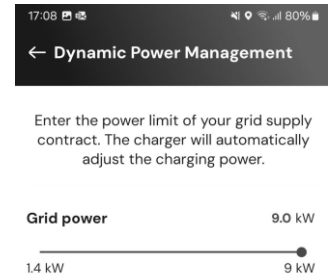 17:08 80%
← Dynamic Power Management
Enter the power limit of your grid supply
contract. The charger will automatically
adjust the charging power.
Grid power 9.0 kW
1.4 kW 9 kW